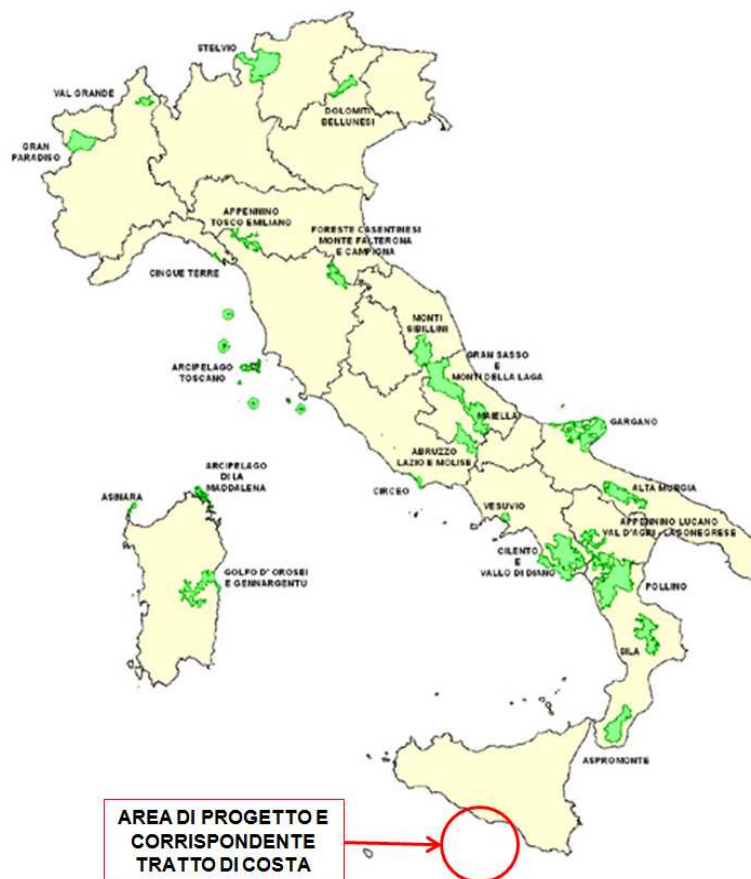 STELVIO
VAL GRANDE
DOLOMITI
BELLUNESI
GRAN
PARADISO
APPENNINO
TOSCO EMILIANO
FORESTE CASENTINESI
MONTE FALTERONA
E CAMPIGNA
CINGUE TERRE
MONTI
SIBILLINI
GRAN SASSO
E
MONTI DELLA LAGA
ARCIPELAGO
TOSCANO
MAIELLA
GARGANO
ABRUZZO
LAZIO E MOLISE
ARCIPELAGO
DI LA
MADDALENA
ASINARA
CIRCEO
ALTA MURGIA
VESUVIO
APPENNINO LUCANO
VAL D'AGRI - LAGONEGRESE
CILENTO
E
VALLO DI DIANO
GOLFO D' OROSEI
E GENNARGENTU
POLLINO
SILA
ASPROMONTE
AREA DI PROGETTO E
CORRISPONDENTE
TRATTO DI COSTA